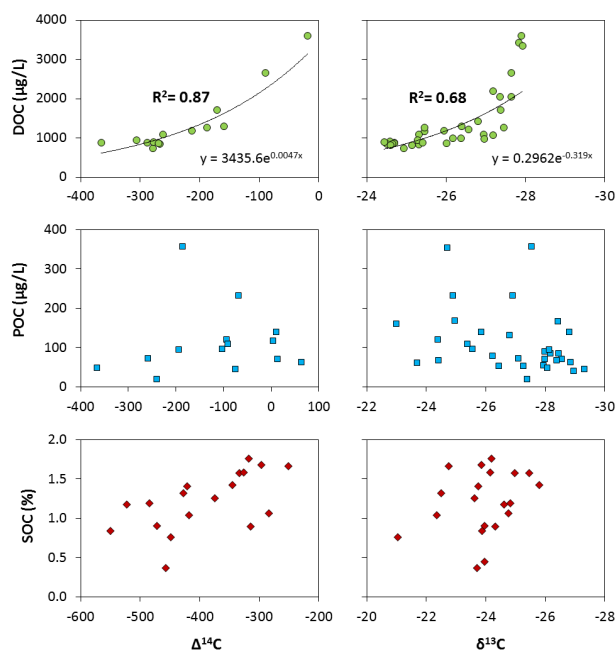 4000
3000
2000
1000
0
DOC (µg/L)
R²= 0.87
y = 3435.6e^0.0047x
-400 -300 -200 -100 0
R²= 0.68
y = 0.2962e^-0.319x
-24 -25 -26 -27 -28
400
300
200
100
0
POC (µg/L)
-400 -300 -200 -100 0 100
-22 -24 -26 -28 -30
2.0
1.5
1.0
0.5
0.0
SOC (%)
-600 -500 -400 -300 -200
Δ¹⁴C
-20 -22 -24 -26 -28
δ¹³C